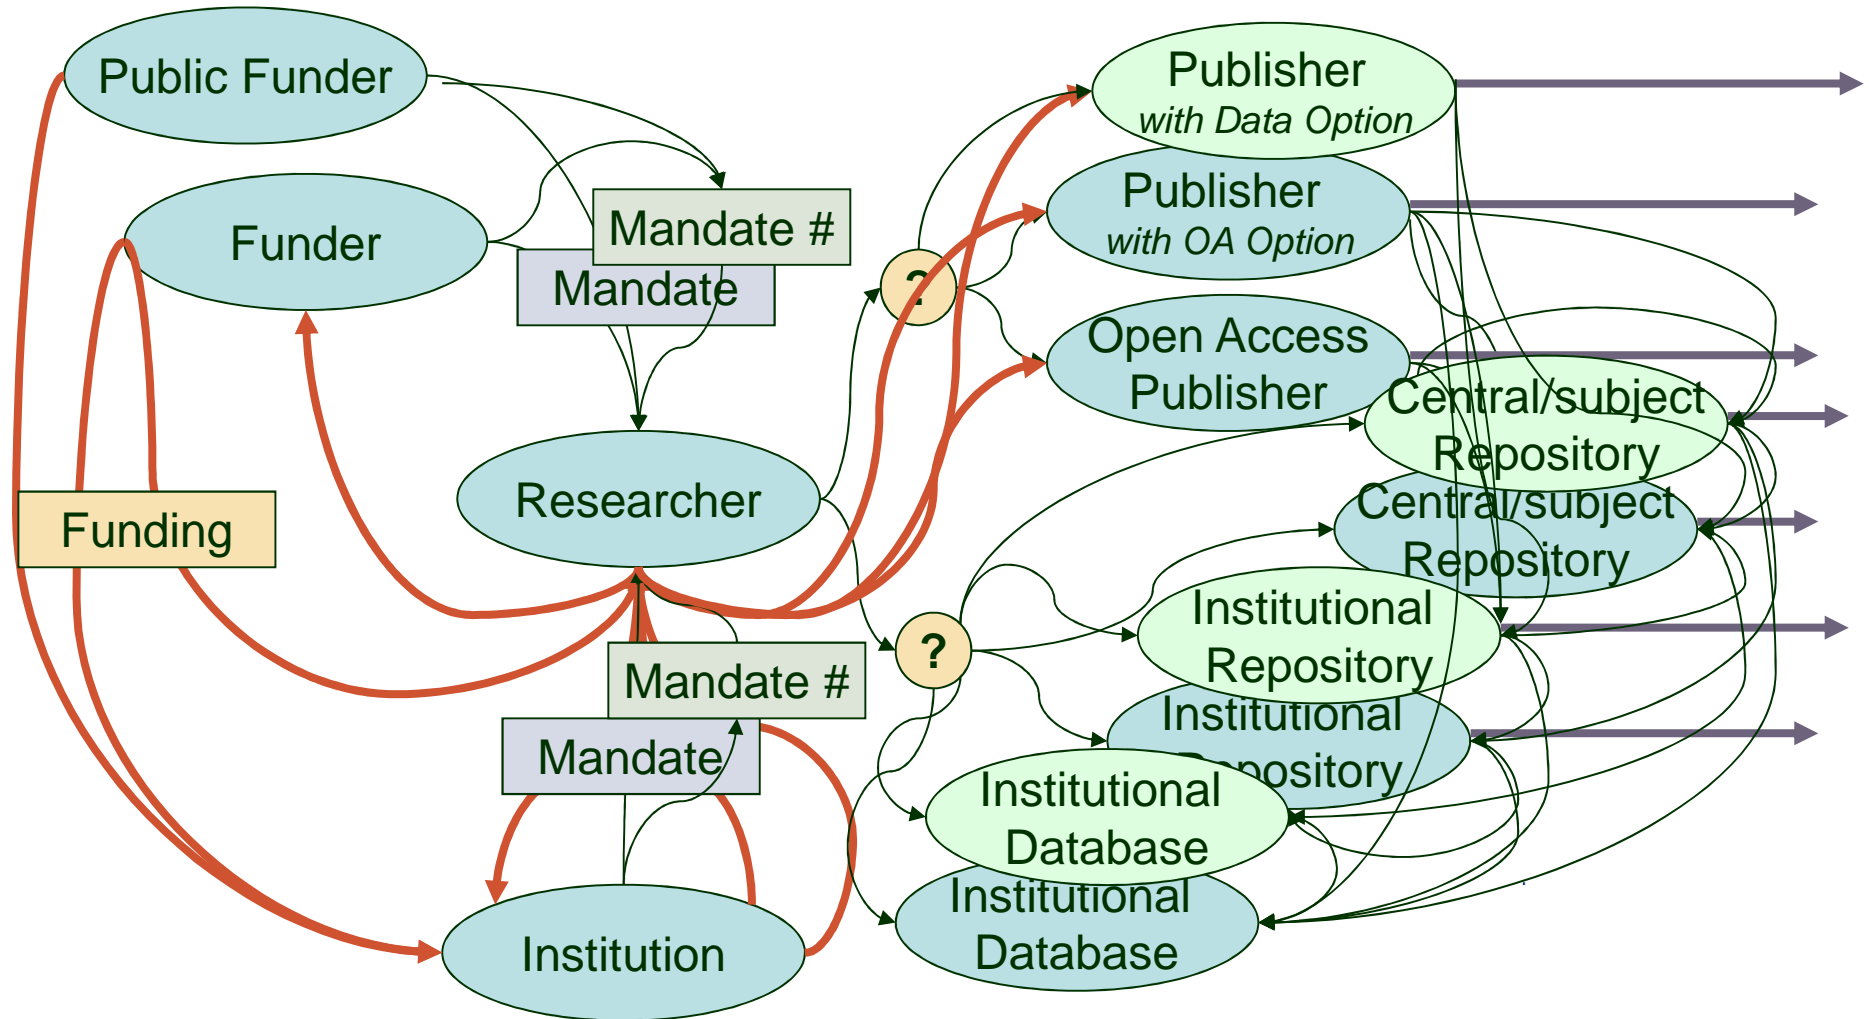 Public Funder
Funder
Mandate #
Mandate
Funding
Researcher
Mandate #
Mandate
Institution
?
?
Publisher
with Data Option
Publisher
with OA Option
Open Access
Publisher
Central/subject
Repository
Central/subject
Repository
Institutional
Repository
Institutional
Repository
Institutional
Database
Institutional
Database